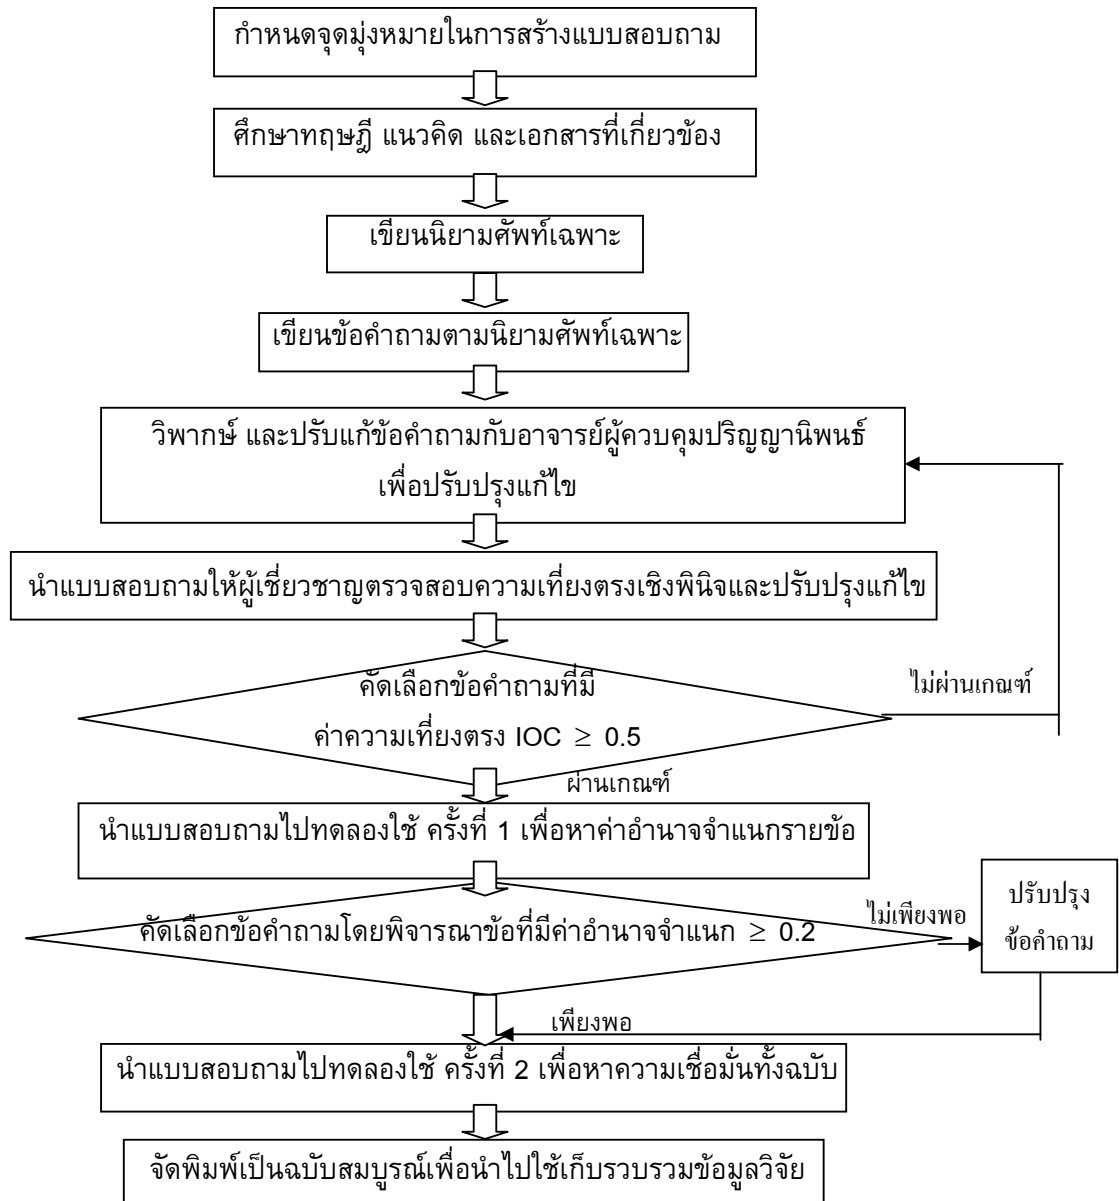 กำหนดจุดมุ่งหมายในการสร้างแบบสอบถาม
ศึกษาทฤษฎี แนวคิด และเอกสารที่เกี่ยวข้อง
เขียนนิยามศัพท์เฉพาะ
เขียนข้อคำถามตามนิยามศัพท์เฉพาะ
วิพากษ์ และปรับแก้ข้อคำถามกับอาจารย์ผู้ควบคุมปริญญานิพนธ์
เพื่อปรับปรุงแก้ไข
นำแบบสอบถามให้ผู้เชี่ยวชาญตรวจสอบความเที่ยงตรงเชิงพินิจและปรับปรุงแก้ไข
คัดเลือกข้อคำถามที่มี
ค่าความเที่ยงตรง IOC ≥ 0.5
ไม่ผ่านเกณฑ์
ผ่านเกณฑ์
นำแบบสอบถามไปทดลองใช้ ครั้งที่ 1 เพื่อหาค่าอำนาจจำแนกรายข้อ
คัดเลือกข้อคำถามโดยพิจารณาข้อที่มีค่าอำนาจจำแนก ≥ 0.2
ไม่เพียงพอ
ปรับปรุง
ข้อคำถาม
เพียงพอ
นำแบบสอบถามไปทดลองใช้ ครั้งที่ 2 เพื่อหาความเชื่อมั่นทั้งฉบับ
จัดพิมพ์เป็นฉบับสมบูรณ์เพื่อนำไปใช้เก็บรวบรวมข้อมูลวิจัย